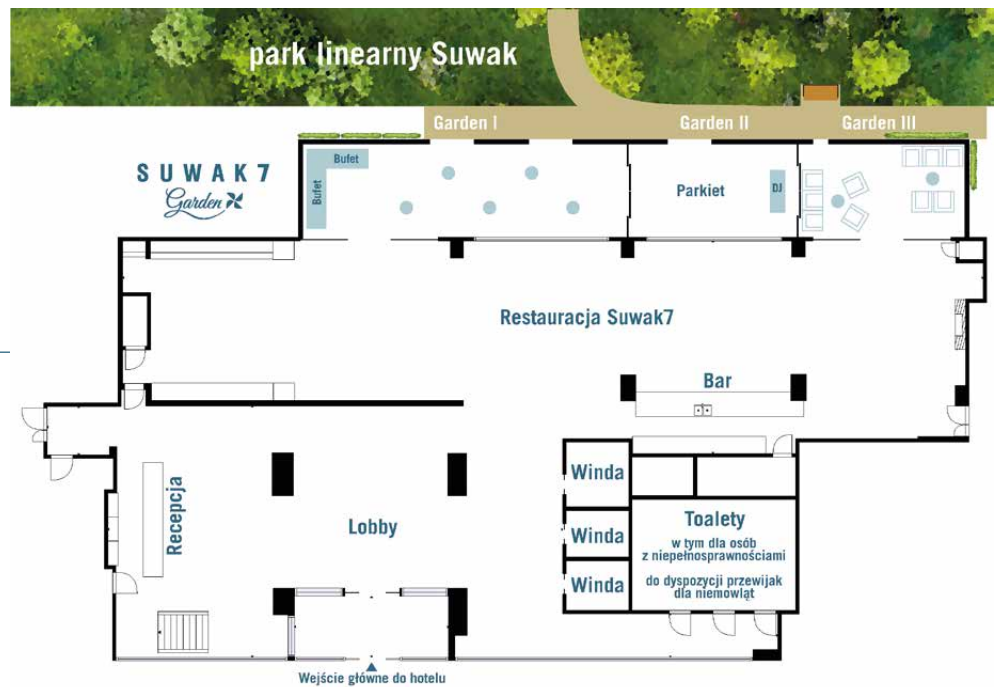 park linearny Suwak
Garden I
Garden II
Garden III
SUWAK7
Garden
Bufet
Bufet
Parkiet
DJ
Restauracja Suwak7
Bar
Recepcja
Lobby
Winda
Winda
Winda
Toalety
w tym dla osób
z niepełnosprawnościami
do dyspozycji przewijak
dla niemowląt
Wejście główne do hotelu